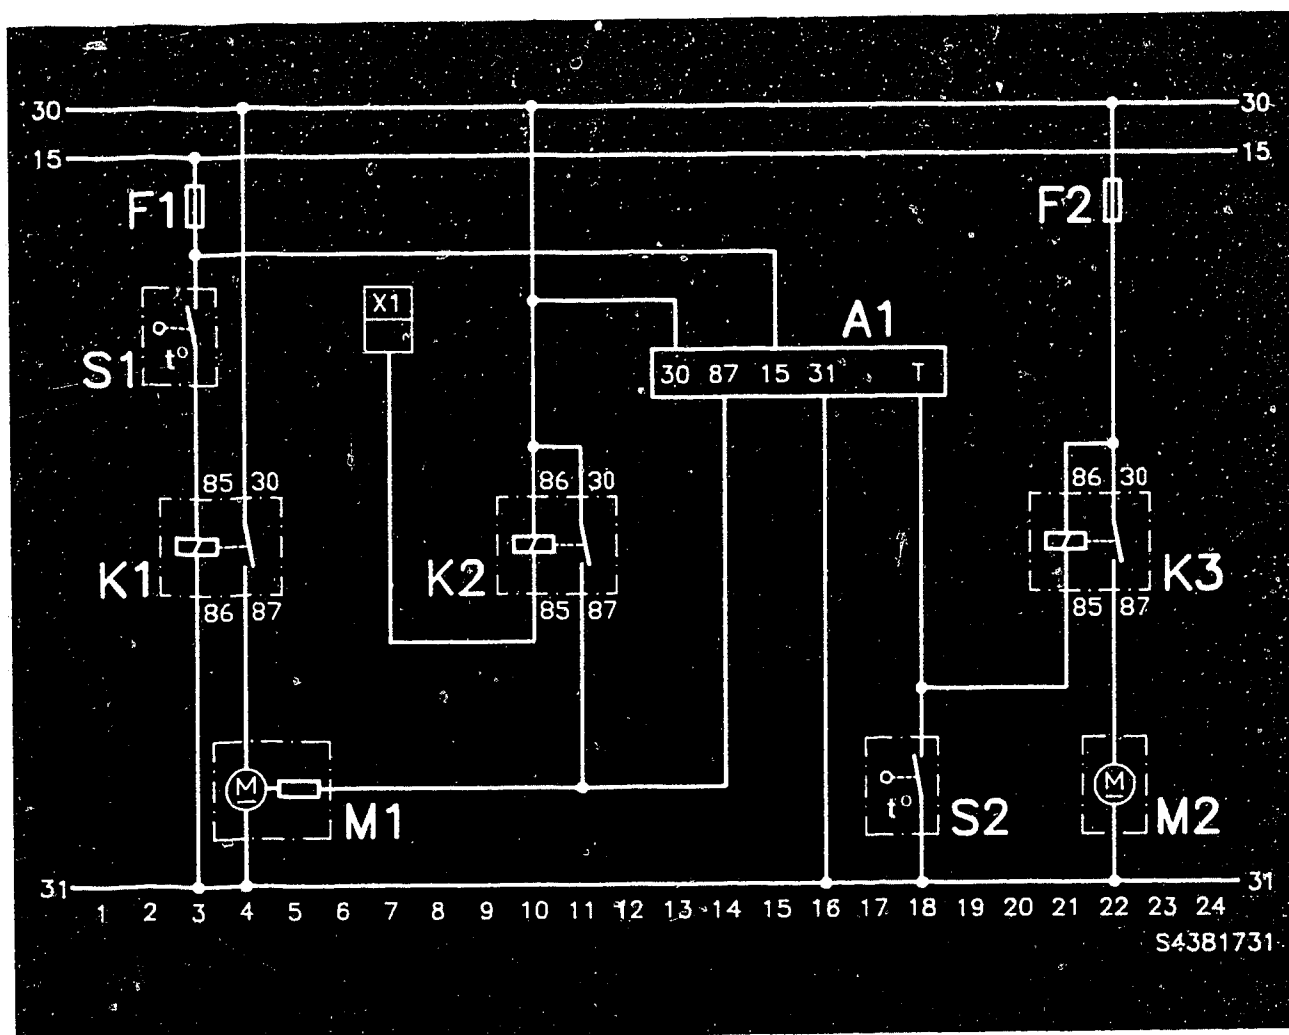 30 30
15 15
F1 F2
X1
A1
S1 t°
30 87 15 31 T
85 30 86 30 86 30
K1 K2 K3
86 87 85 87 85 87
M M
M1 t° S2 M2
31 31
1 2 3 4 5 6 7 8 9 10 11 12 13 14 15 16 17 18 19 20 21 22 23 24
S4381731